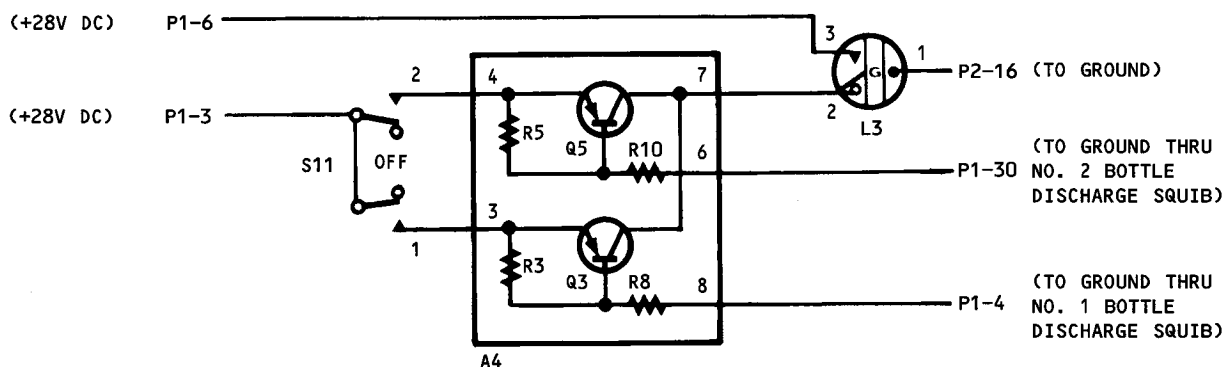 (+28V DC) P1-6
3
1
G
P2-16 (TO GROUND)
2 4 7
2
L3
(+28V DC) P1-3
R5
Q5
R10 6
S11 OFF
P1-30 (TO GROUND THRU
NO. 2 BOTTLE
DISCHARGE SQUIB)
3
1
R3
Q3
R8 8
P1-4 (TO GROUND THRU
NO. 1 BOTTLE
DISCHARGE SQUIB)
A4